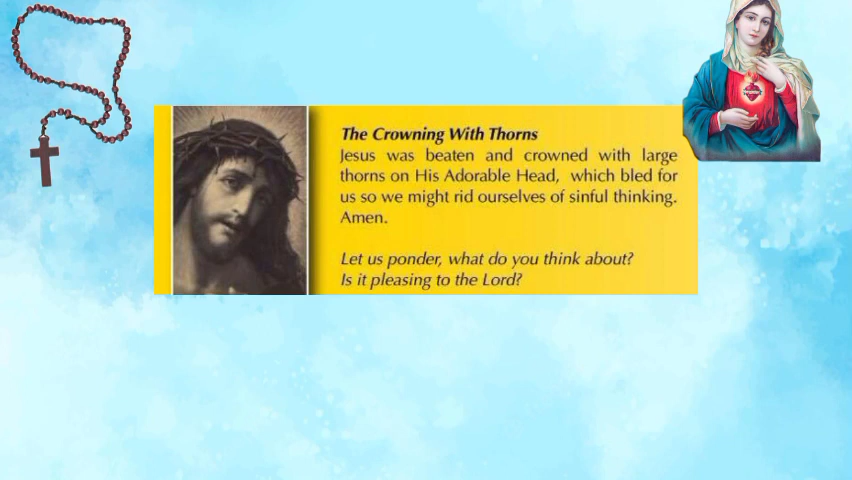 The Crowning With Thorns
Jesus was beaten and crowned with large
thorns on His Adorable Head, which bled for
us so we might rid ourselves of sinful thinking.
Amen.
Let us ponder, what do you think about?
Is it pleasing to the Lord?